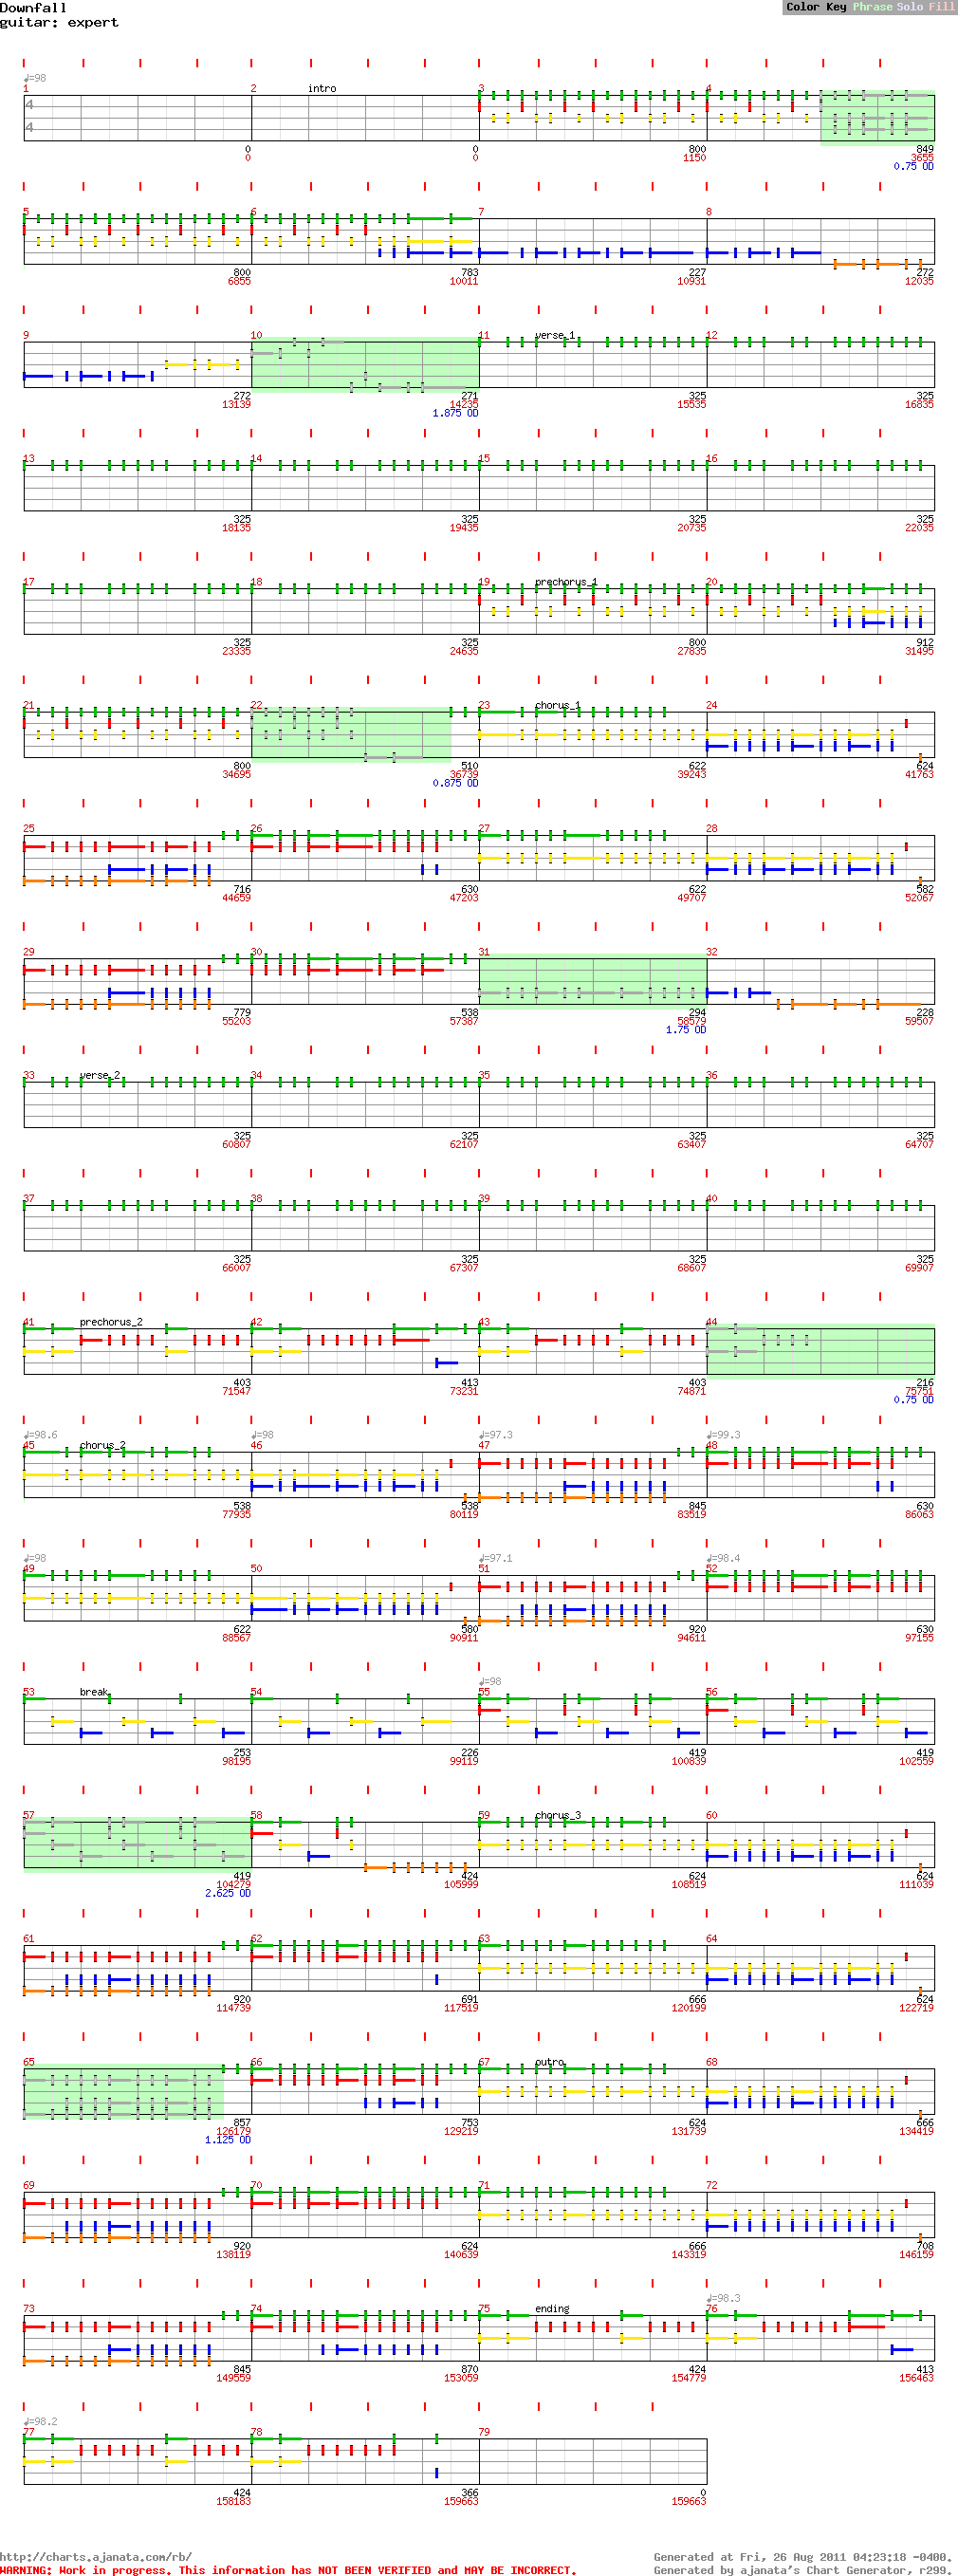 Downfall
guitar: expert
Color Key Phrase Solo Fill
♩=98
1 2 intro 3 4
4
4
0 0 800 849
0 0 1150 3655
0.75 OD
5 6 7 8
800 783 227 272
6855 10011 10931 12035
9 10 11 verse_1 12
272 271 325 325
13139 14235 15535 16835
1.875 OD
13 14 15 16
325 325 325 325
18135 19435 20735 22035
17 18 19 prechorus_1 20
325 325 800 912
23335 24635 27835 31495
21 22 23 chorus_1 24
800 510 622 624
34695 36739 39243 41763
0.875 OD
25 26 27 28
716 630 622 582
44659 47203 49707 52067
29 30 31 32
779 538 294 228
55203 57387 58579 59507
1.75 OD
33 verse_2 34 35 36
325 325 325 325
60807 62107 63407 64707
37 38 39 40
325 325 325 325
66007 67307 68607 69907
41 prechorus_2 42 43 44
403 413 403 216
71547 73231 74871 75751
0.75 OD
♩=98.6 ♩=98 ♩=97.3 ♩=99.3
45 chorus_2 46 47 48
538 538 845 630
77935 80119 83519 86063
♩=98 ♩=97.1 ♩=98.4
49 50 51 52
622 580 920 630
88567 90911 94611 97155
♩=98
53 break 54 55 56
253 226 419 419
98195 99119 100839 102559
57 58 59 chorus_3 60
419 424 624 624
104279 105999 108519 111039
2.625 OD
61 62 63 64
920 691 666 624
114739 117519 120199 122719
65 66 67 outro 68
857 753 624 666
126179 129219 131739 134419
1.125 OD
69 70 71 72
920 624 666 708
138119 140639 143319 146159
♩=98.3
73 74 75 ending 76
845 870 424 413
149559 153059 154779 156463
♩=98.2
77 78 79
424 366 0
158183 159663 159663
http://charts.ajanata.com/rb/
Generated at Fri, 26 Aug 2011 04:23:18 -0400.
WARNING: Work in progress. This information has NOT BEEN VERIFIED and MAY BE INCORRECT.
Generated by ajanata's Chart Generator, r299.